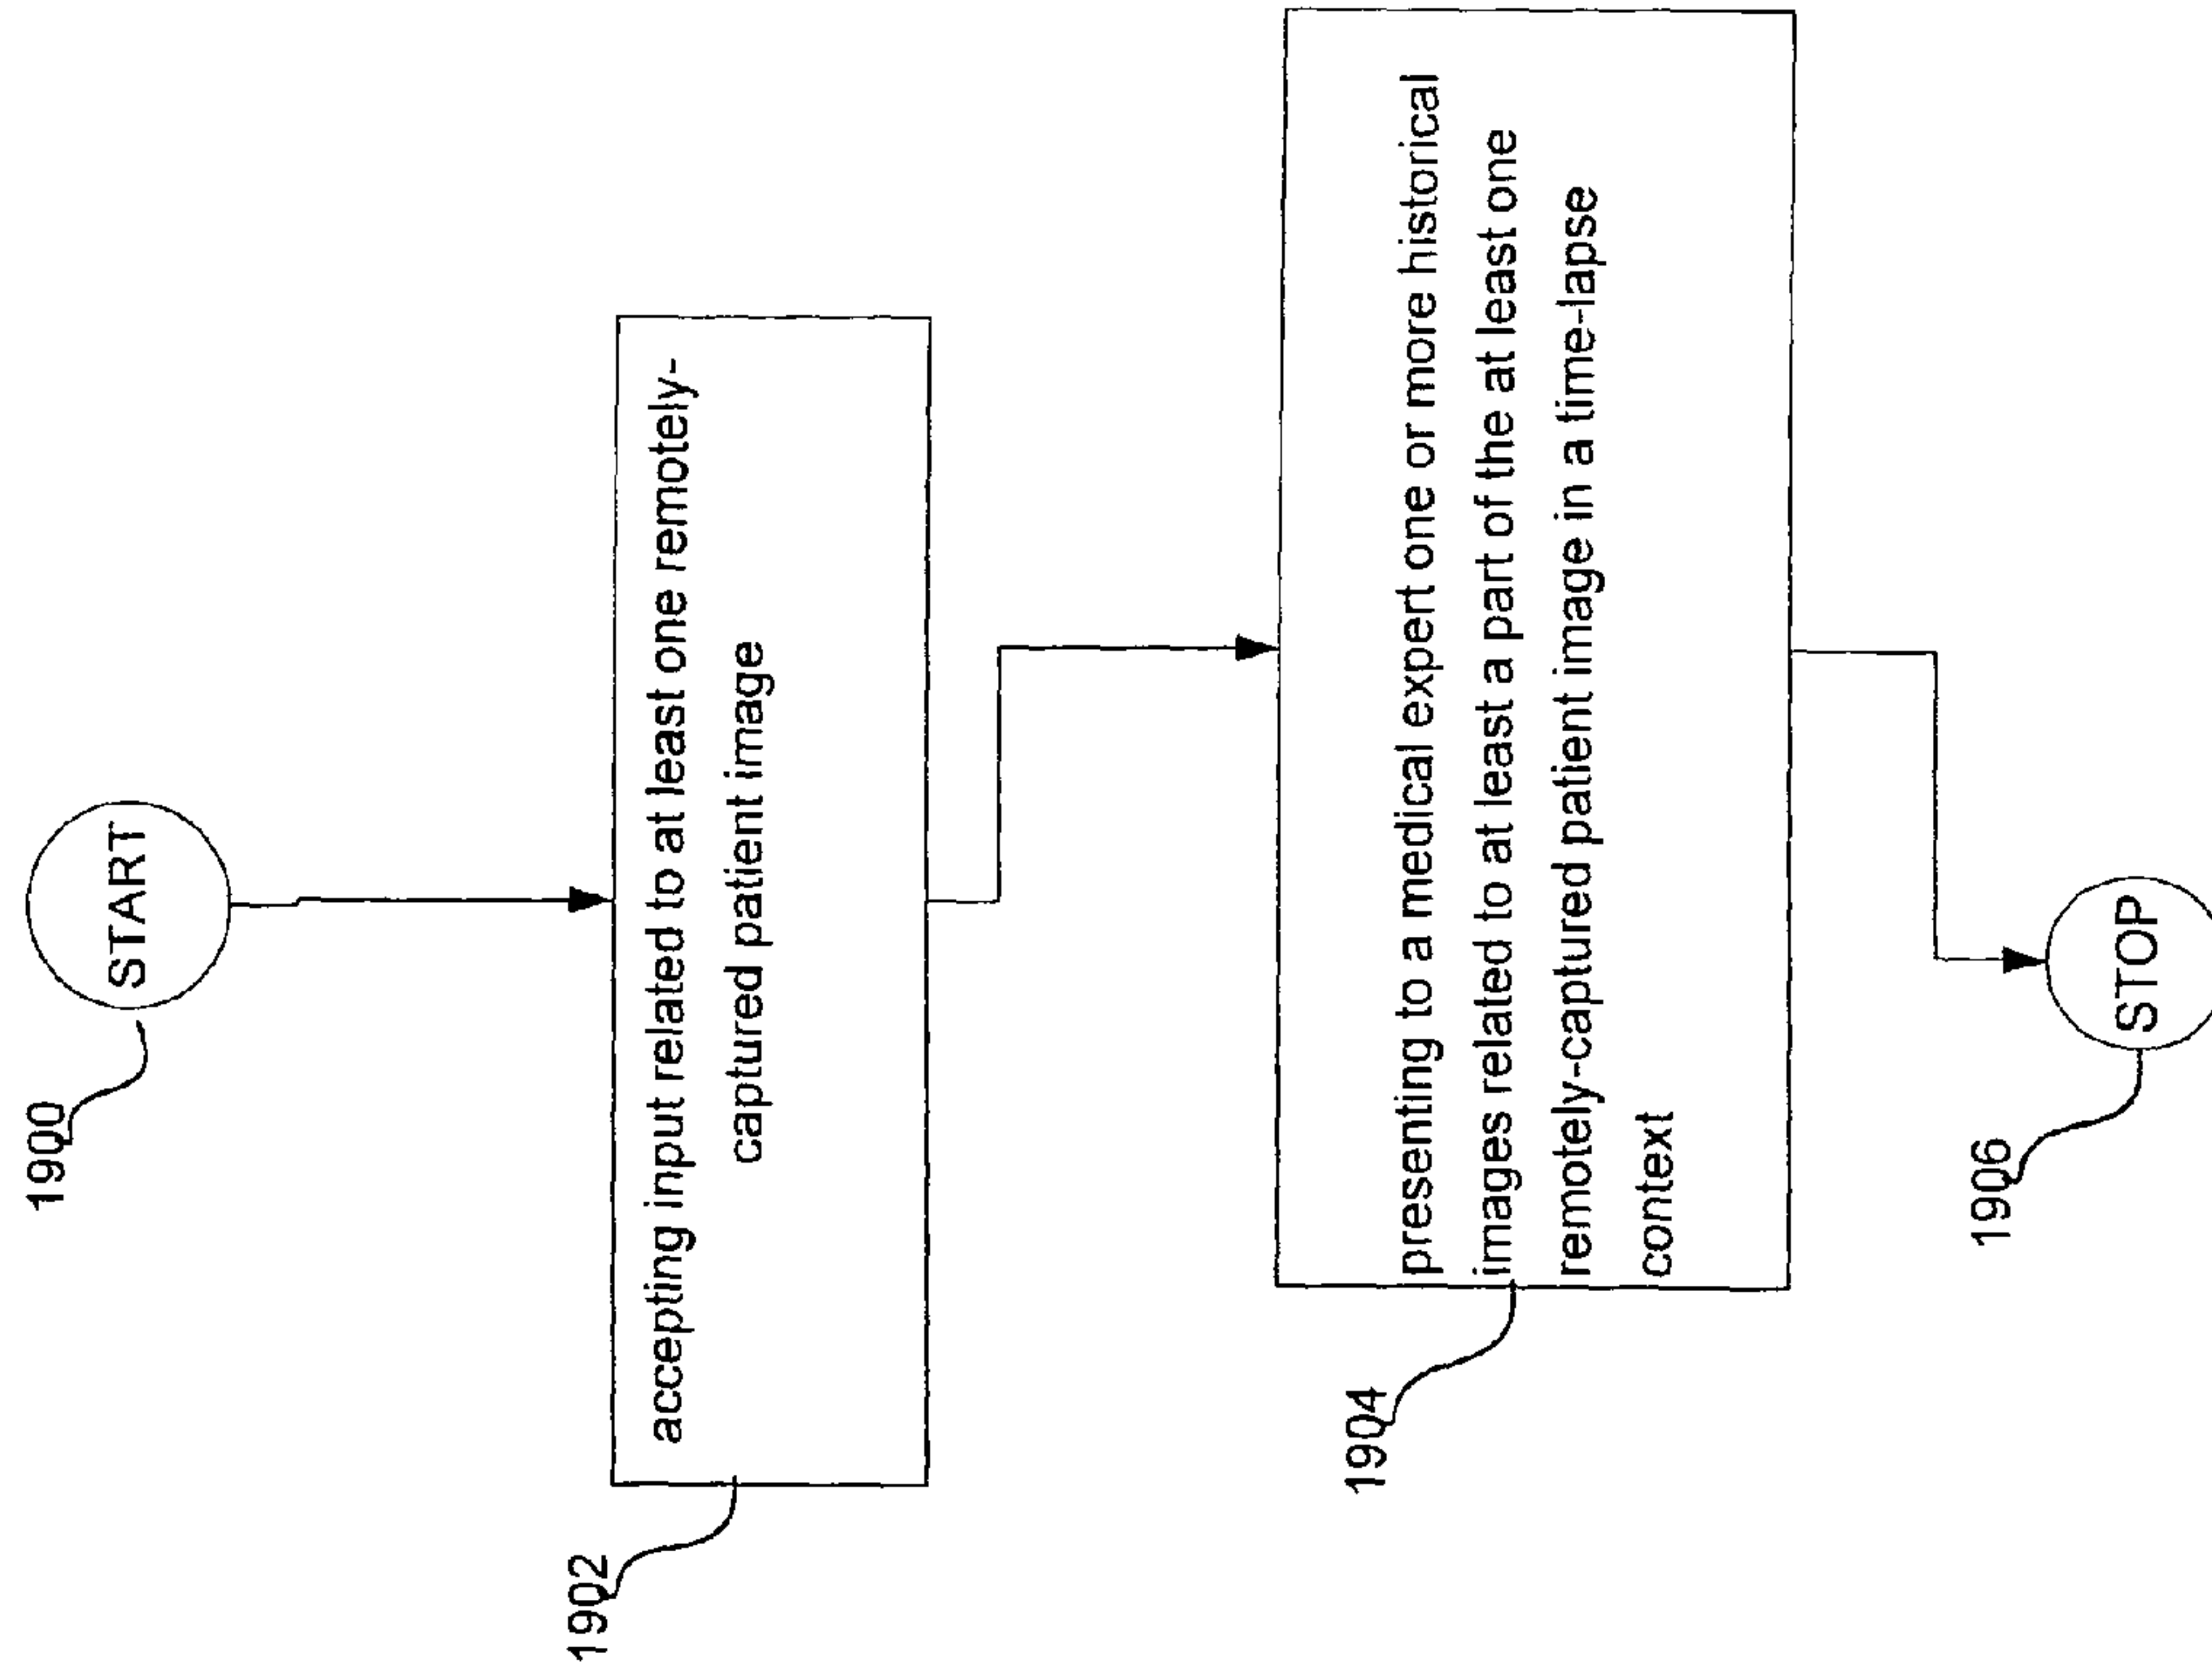 1900
START
1902
accepting input related to at least one remotely-
captured patient image
1904
presenting to a medical expert one or more historical
images related to at least a part of the at least one
remotely-captured patient image in a time-lapse
context
1906
STOP